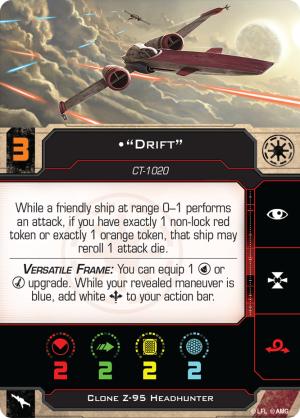 3
•"Drift"
CT-1020
While a friendly ship at range 0–1 performs
an attack, if you have exactly 1 non-lock red
token or exactly 1 orange token, that ship may
reroll 1 attack die.
Versatile Frame: You can equip 1 or
upgrade. While your revealed maneuver is
blue, add white to your action bar.
2 2 2 2
Clone Z-95 Headhunter
© LFL © AMG